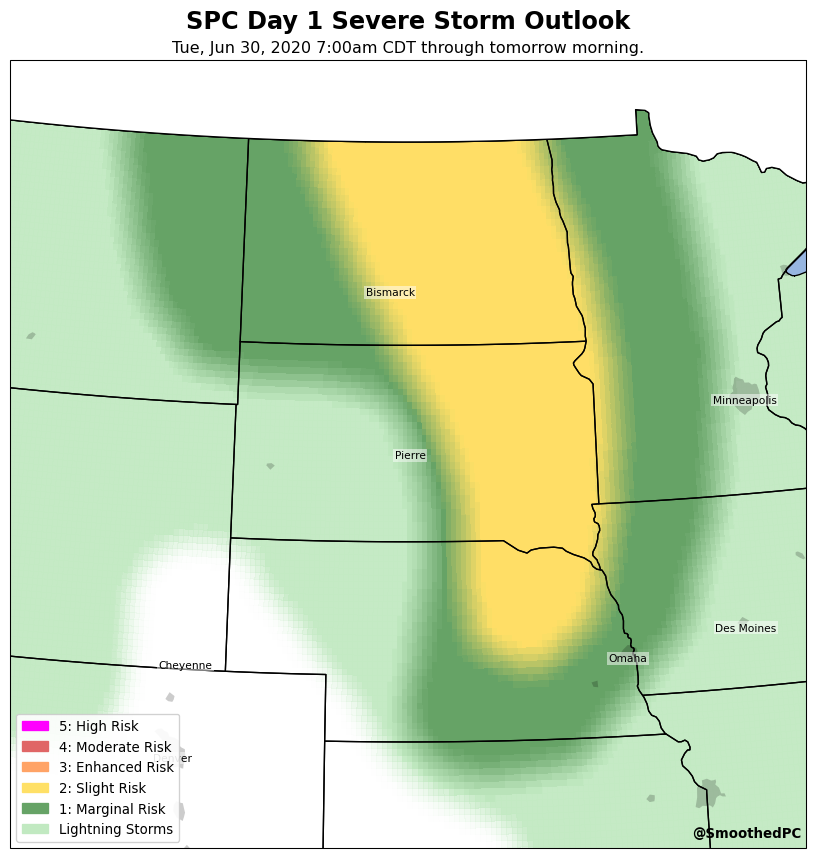 SPC Day 1 Severe Storm Outlook
Tue, Jun 30, 2020 7:00am CDT through tomorrow morning.
Bismarck
Minneapolis
Pierre
Des Moines
Omaha
Cheyenne
5: High Risk
4: Moderate Risk
3: Enhanced Risk
2: Slight Risk
1: Marginal Risk
Lightning Storms
@SmoothedPC